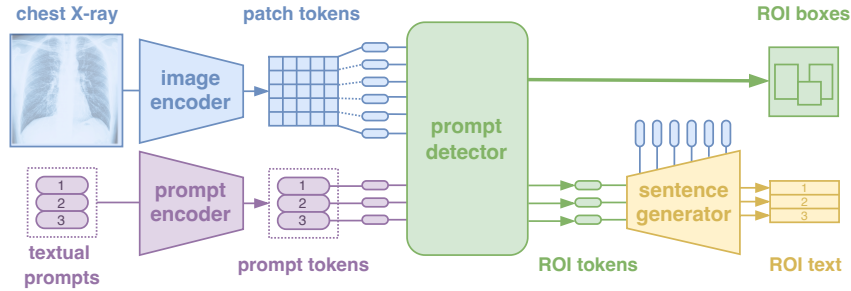 chest X-ray
patch tokens
ROI boxes
image
encoder
prompt
detector
1
2
3
prompt
encoder
1
2
3
sentence
generator
1
2
3
textual
prompts
prompt tokens
ROI tokens
ROI text